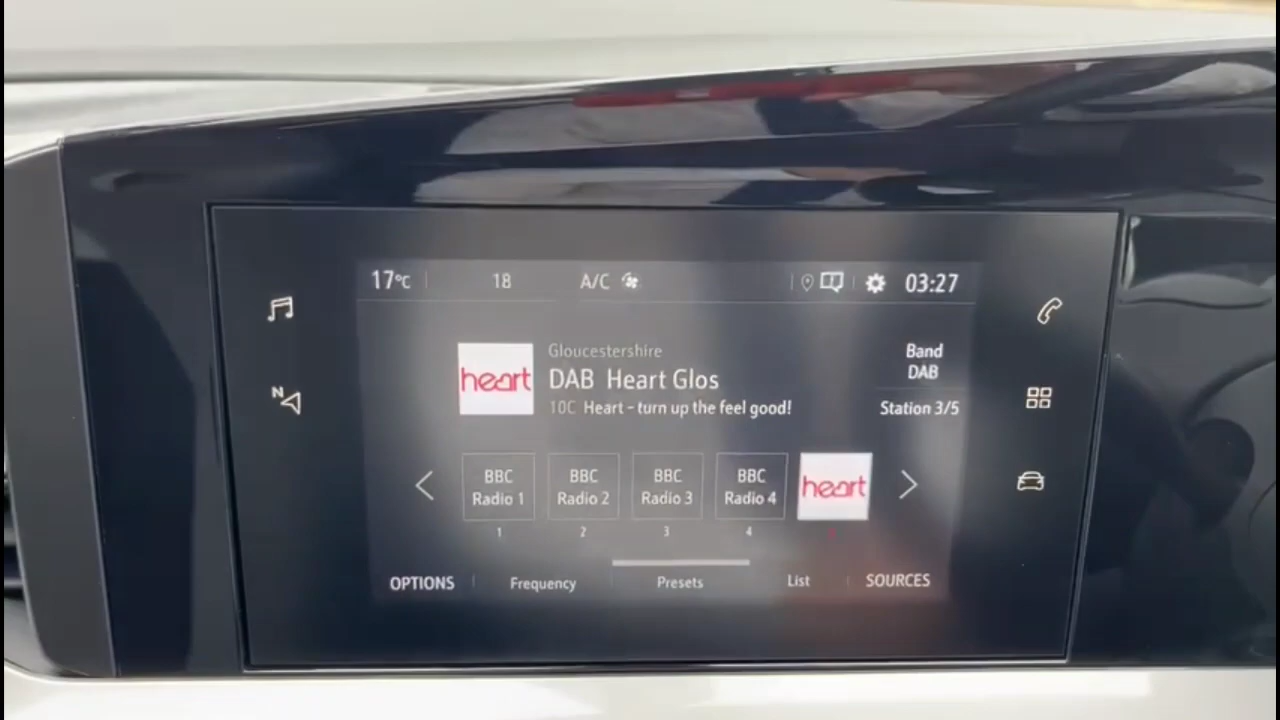 17°C 18 A/C 03:27
N
heart
Gloucestershire
DAB Heart Glos
10C Heart - turn up the feel good!
Band
DAB
Station 3/5
BBC
Radio 1
BBC
Radio 2
BBC
Radio 3
BBC
Radio 4
heart
1 2 3 4
OPTIONS Frequency Presets List SOURCES